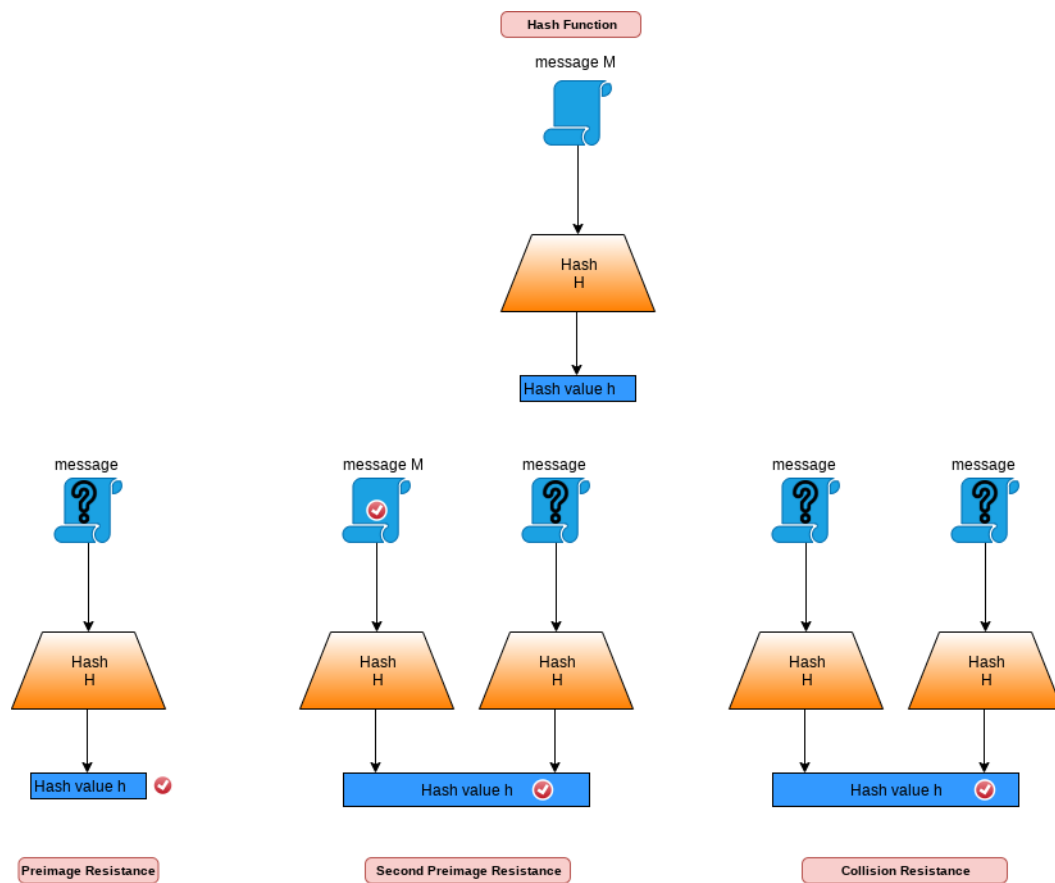 Hash Function
message M
Hash
H
Hash value h
message
message M
message
message
message
Hash
H
Hash
H
Hash
H
Hash
H
Hash
H
Hash value h
Hash value h
Hash value h
Preimage Resistance
Second Preimage Resistance
Collision Resistance